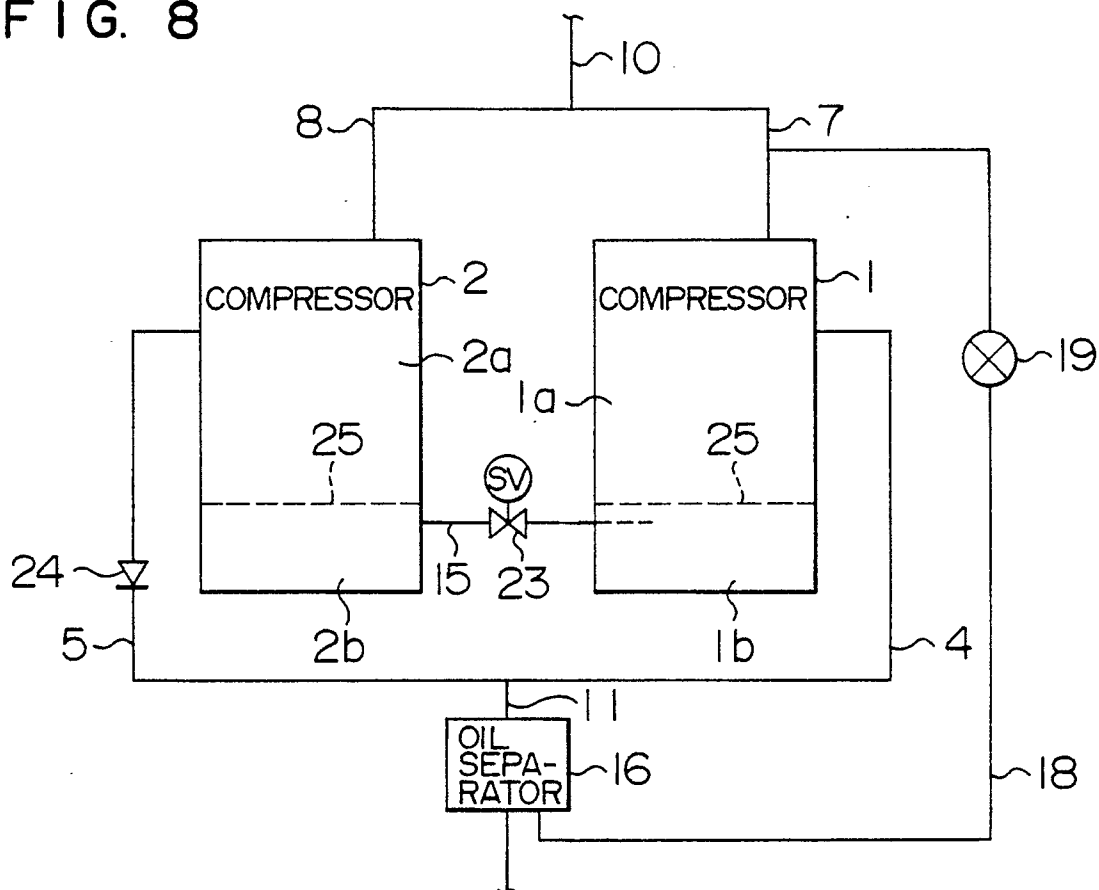 FIG. 8
10
8
7
2
1
COMPRESSOR
COMPRESSOR
2a
19
1a
25
25
SV
24
15
23
5
2b
1b
4
11
OIL
SEPA-
RATOR
16
18